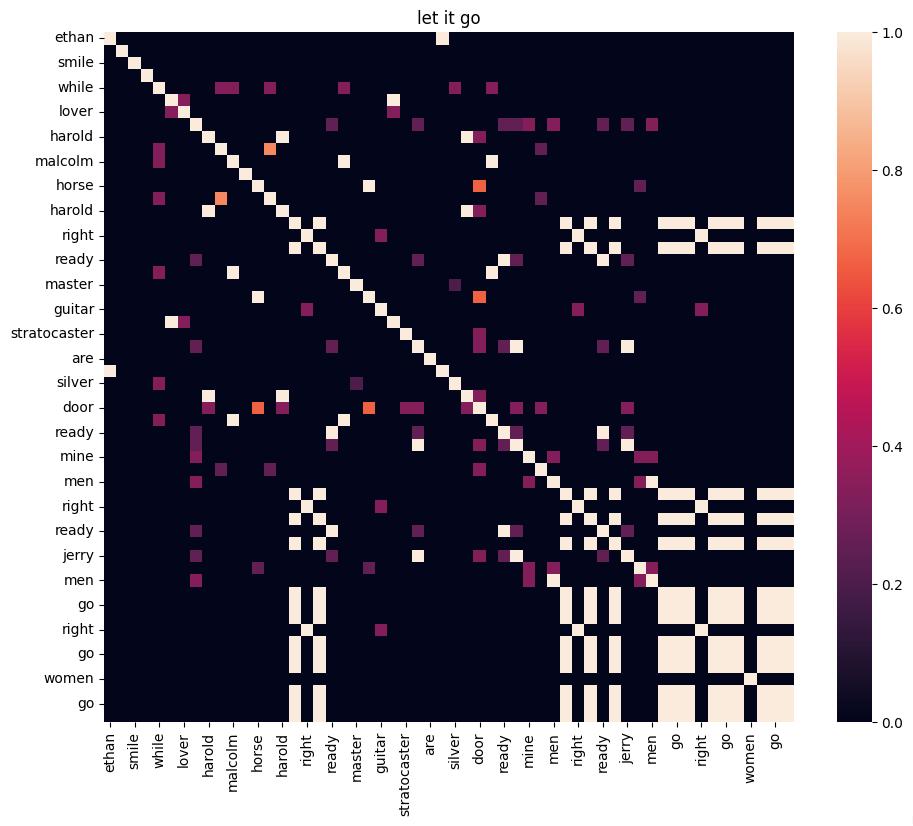 let it go
ethan
smile
while
lover
harold
malcolm
horse
harold
right
ready
master
guitar
stratocaster
are
silver
door
ready
mine
men
right
ready
jerry
men
go
right
go
women
go
1.0
0.8
0.6
0.4
0.2
0.0
ethan
smile
while
lover
harold
malcolm
horse
harold
right
ready
master
guitar
stratocaster
are
silver
door
ready
mine
men
right
ready
jerry
men
go
right
go
women
go